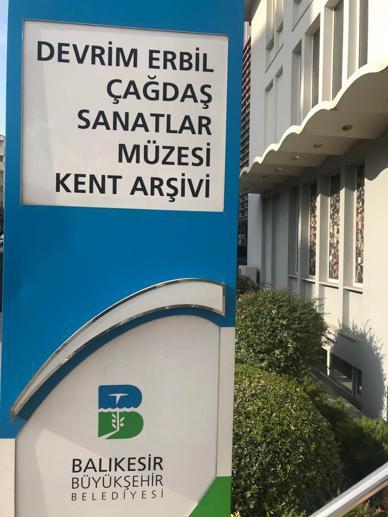 DEVRİM ERBİL
ÇAĞDAŞ
SANATLAR
MÜZESİ
KENT ARŞİVİ
BALIKESİR
BÜYÜKŞEHİR
BELEDİYESİ